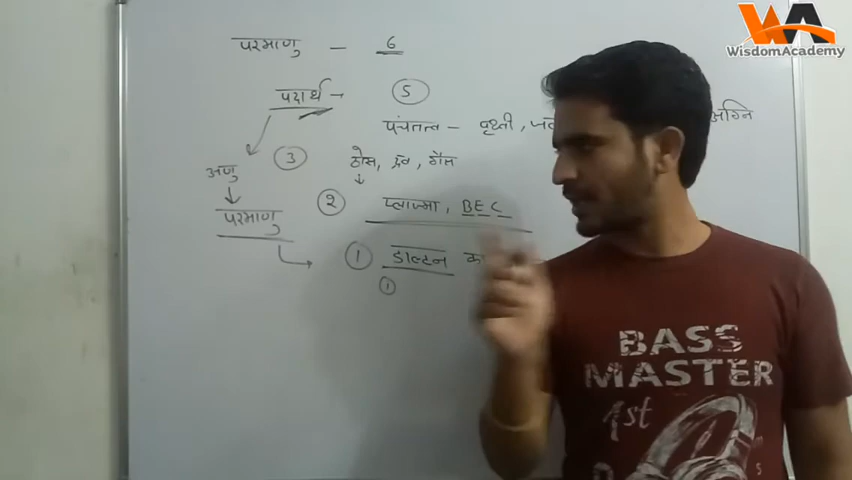 WA
WisdomAcademy
परमाणु – 6
पदार्थ → 5
पंचतत्व – पृथ्वी, अग्नि
3 ठोस, द्रव, गैस
अणु
2 प्लाज्मा, BEC
परमाणु
1 डाल्टन
1
BASS
MASTER
1st